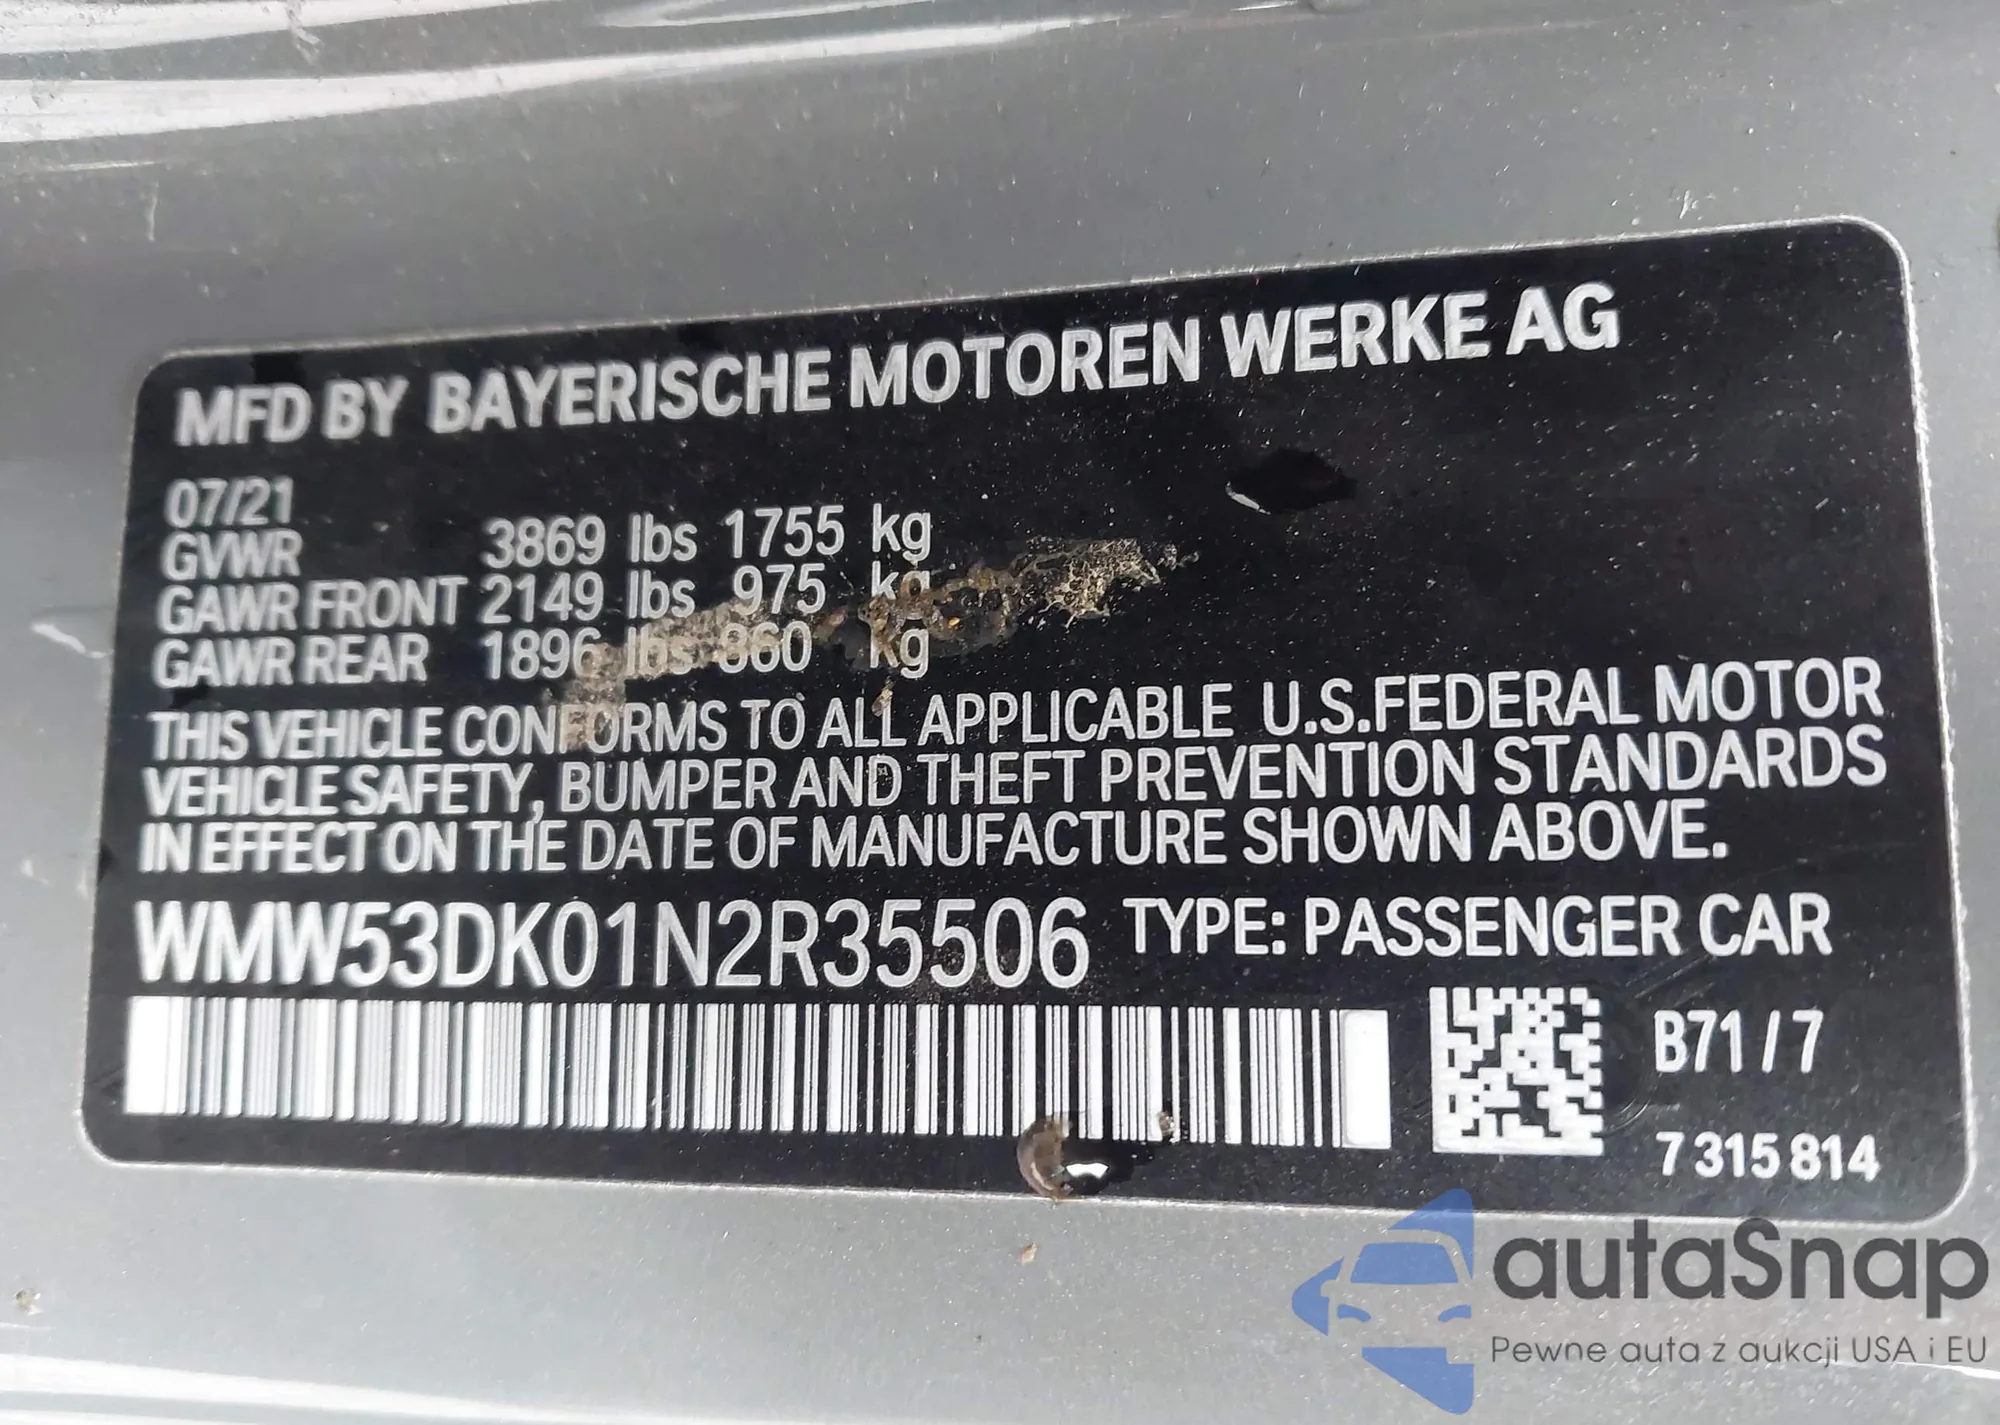 MFD BY BAYERISCHE MOTOREN WERKE AG
07/21
GVWR 3869 lbs 1755 kg
GAWR FRONT 2149 lbs 975 kg
GAWR REAR 1896 lbs 860 kg
THIS VEHICLE CONFORMS TO ALL APPLICABLE U.S.FEDERAL MOTOR
VEHICLE SAFETY, BUMPER AND THEFT PREVENTION STANDARDS
IN EFFECT ON THE DATE OF MANUFACTURE SHOWN ABOVE.
WMW53DK01N2R35506 TYPE: PASSENGER CAR
B71 / 7
7 315 814
autaSnap
Pewne auta z aukcji USA i EU